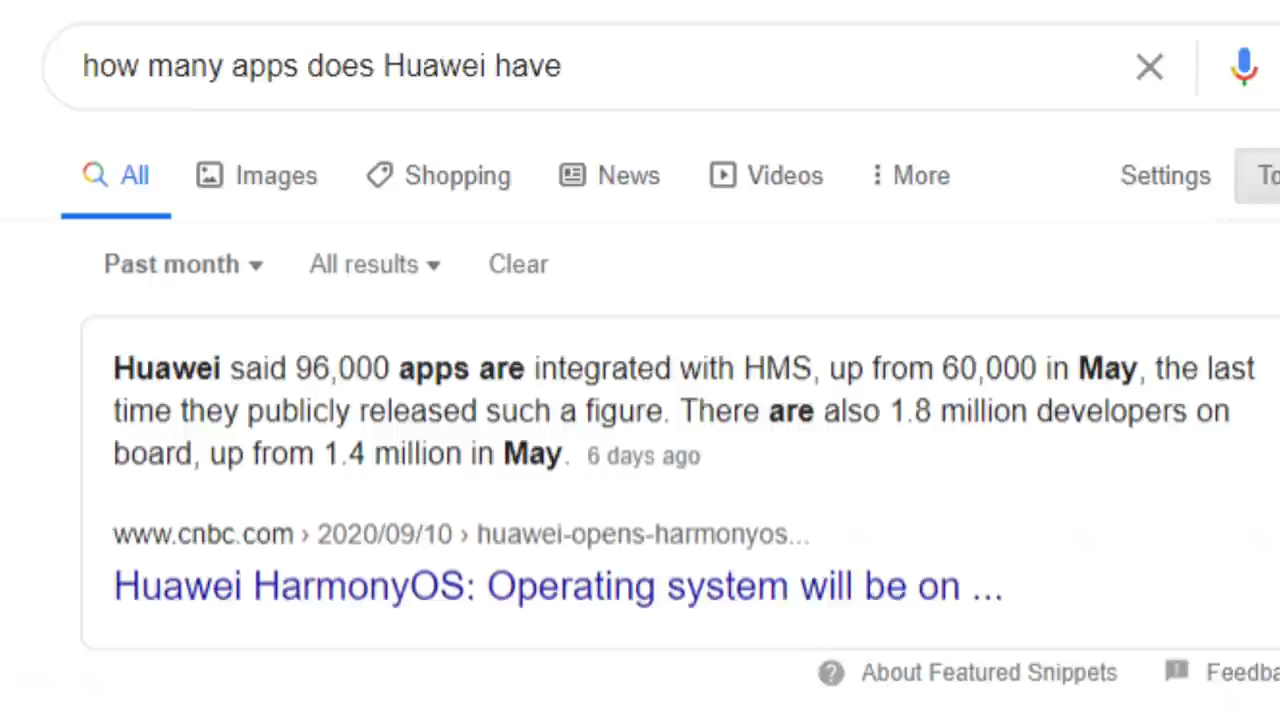 how many apps does Huawei have
All Images Shopping News Videos More Settings
Past month All results Clear
Huawei said 96,000 apps are integrated with HMS, up from 60,000 in May, the last
time they publicly released such a figure. There are also 1.8 million developers on
board, up from 1.4 million in May. 6 days ago
www.cnbc.com › 2020/09/10 › huawei-opens-harmonyos...
Huawei HarmonyOS: Operating system will be on ...
About Featured Snippets